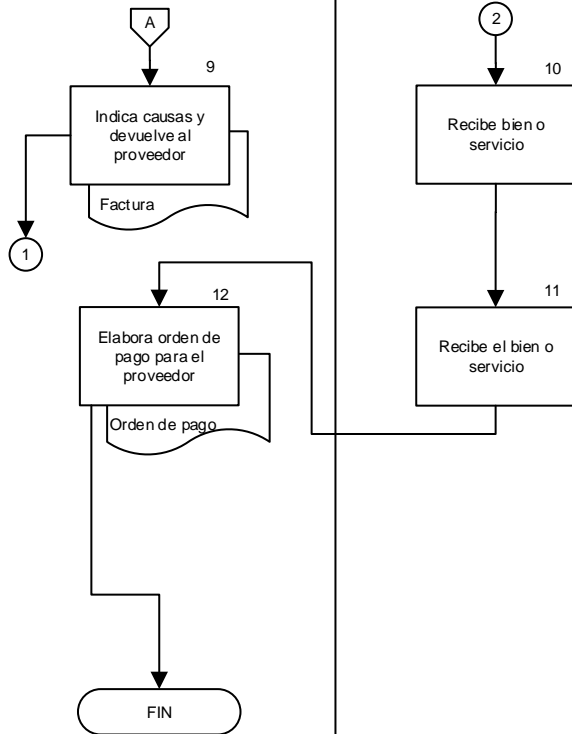 A
9
Indica causas y
devuelve al
proveedor
Factura
1
12
Elabora orden de
pago para el
proveedor
Orden de pago
FIN
2
10
Recibe bien o
servicio
11
Recibe el bien o
servicio